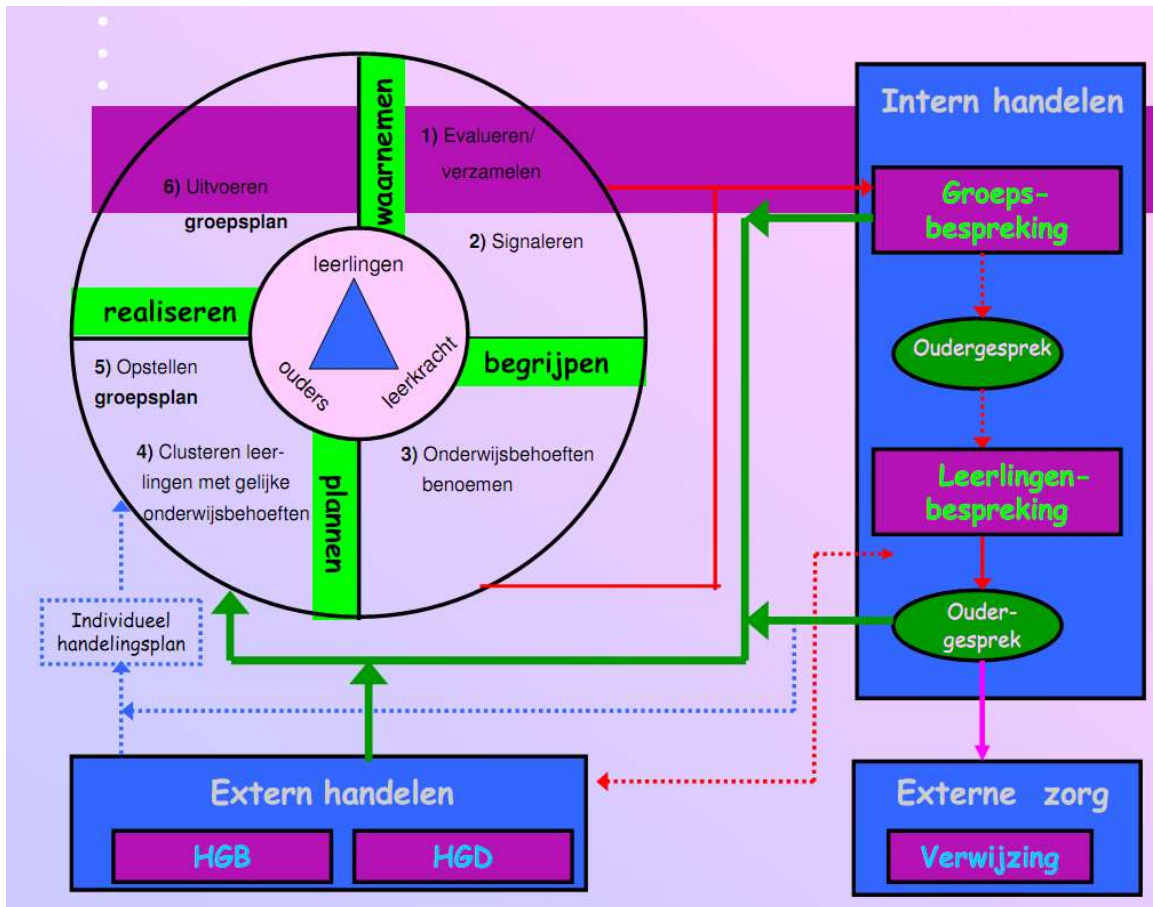 waarnemen
1) Evalueren/
verzamelen
2) Signaleren
begrijpen
3) Onderwijsbehoeften
benoemen
plannen
4) Clusteren leer-
lingen met gelijke
onderwijsbehoeften
5) Opstellen
groepsplan
realiseren
6) Uitvoeren
groepsplan
leerlingen
ouders
leerkracht
Intern handelen
Groeps-
bespreking
Oudergesprek
Leerlingen-
bespreking
Ouder-
gesprek
Individueel
handelingsplan
Extern handelen
HGB
HGD
Externe zorg
Verwijzing